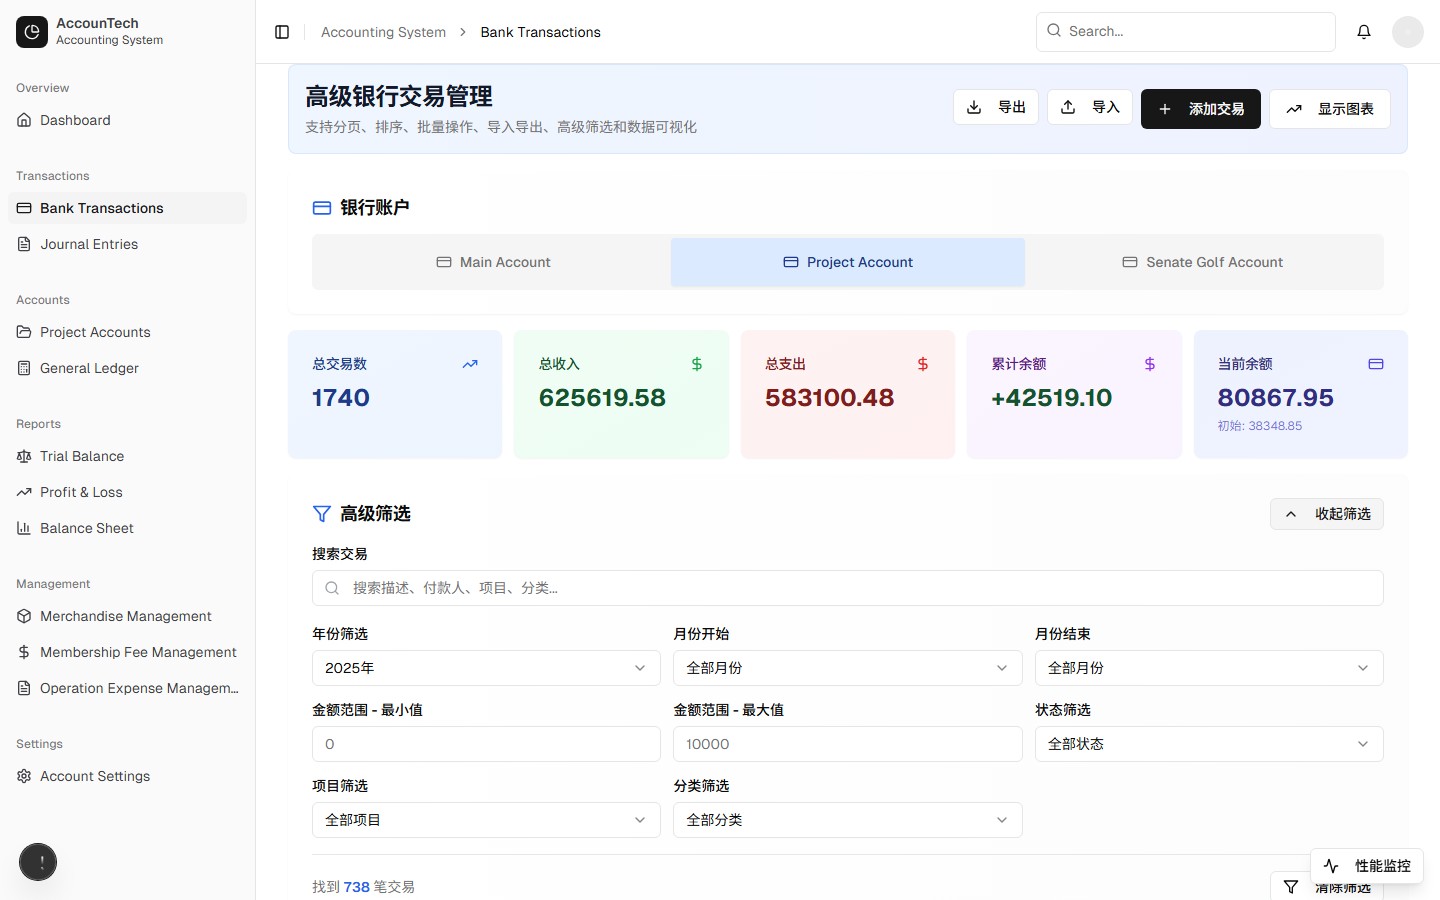 AccounTech
Accounting System
Overview
Dashboard
Transactions
Bank Transactions
Journal Entries
Accounts
Project Accounts
General Ledger
Reports
Trial Balance
Profit & Loss
Balance Sheet
Management
Merchandise Management
Membership Fee Management
Operation Expense Managem...
Settings
Account Settings
Accounting System > Bank Transactions
Search...
高级银行交易管理
支持分页、排序、批量操作、导入导出、高级筛选和数据可视化
导出
导入
添加交易
显示图表
银行账户
Main Account
Project Account
Senate Golf Account
总交易数
1740
总收入
625619.58
总支出
583100.48
累计余额
+42519.10
当前余额
80867.95
初始: 38348.85
高级筛选
收起筛选
搜索交易
搜索描述、付款人、项目、分类...
年份筛选
2025年
月份开始
全部月份
月份结束
全部月份
金额范围 - 最小值
0
金额范围 - 最大值
10000
状态筛选
全部状态
项目筛选
全部项目
分类筛选
全部分类
找到 738 笔交易
清除筛选
性能监控